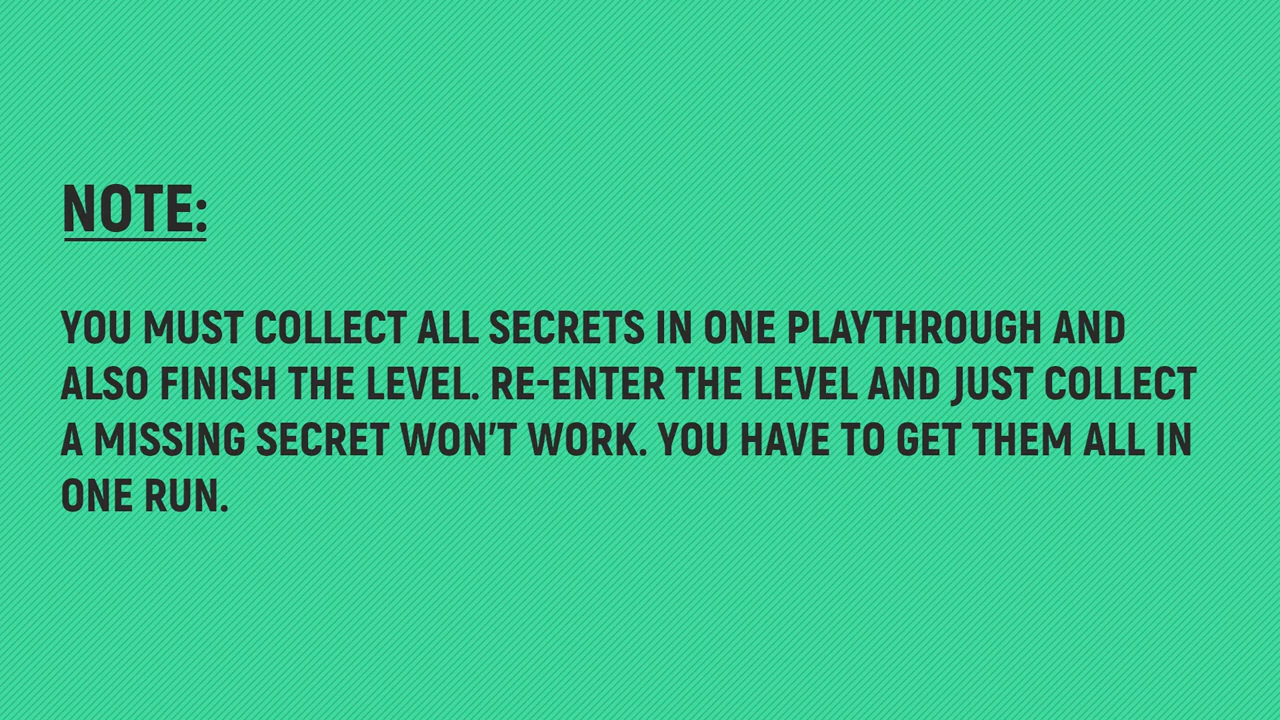 NOTE:
YOU MUST COLLECT ALL SECRETS IN ONE PLAYTHROUGH AND
ALSO FINISH THE LEVEL. RE-ENTER THE LEVEL AND JUST COLLECT
A MISSING SECRET WON'T WORK. YOU HAVE TO GET THEM ALL IN
ONE RUN.